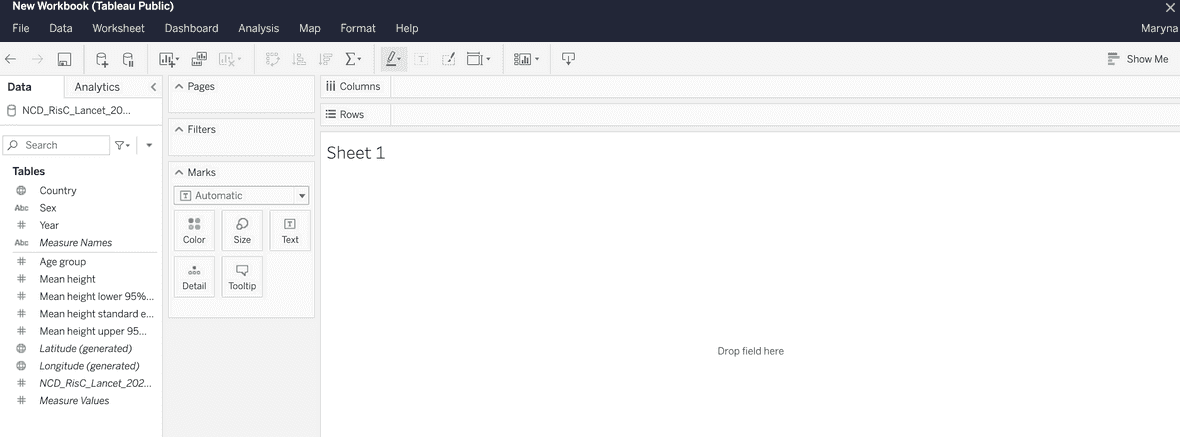 New Workbook (Tableau Public)
File Data Worksheet Dashboard Analysis Map Format Help Maryna
Show Me
Data Analytics
NCD_RisC_Lancet_20...
Search
Tables
Country
Abc Sex
Year
Abc Measure Names
Age group
Mean height
Mean height lower 95%...
Mean height standard e...
Mean height upper 95...
Latitude (generated)
Longitude (generated)
NCD_RisC_Lancet_202...
Measure Values
Pages
Filters
Marks
Automatic
Color Size Text
Detail Tooltip
Columns
Rows
Sheet 1
Drop field here